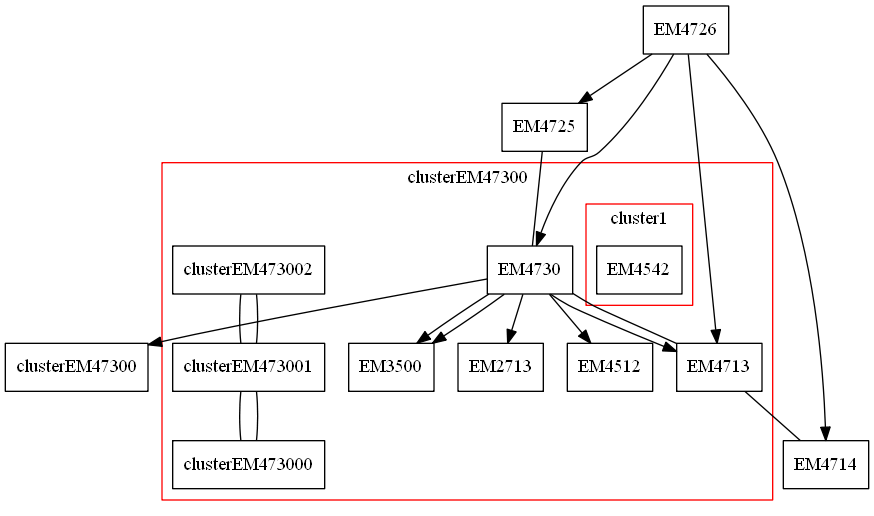 EM4726
EM4725
clusterEM47300
cluster1
clusterEM473002
EM4730
EM4542
clusterEM47300
clusterEM473001
EM3500
EM2713
EM4512
EM4713
clusterEM473000
EM4714